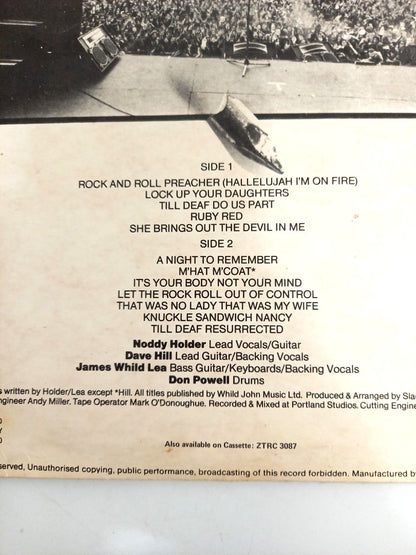 SIDE 1
ROCK AND ROLL PREACHER (HALLELUJAH I'M ON FIRE)
LOCK UP YOUR DAUGHTERS
TILL DEAF DO US PART
RUBY RED
SHE BRINGS OUT THE DEVIL IN ME
SIDE 2
A NIGHT TO REMEMBER
M'HAT M'COAT*
IT'S YOUR BODY NOT YOUR MIND
LET THE ROCK ROLL OUT OF CONTROL
THAT WAS NO LADY THAT WAS MY WIFE
KNUCKLE SANDWICH NANCY
TILL DEAF RESURRECTED
Noddy Holder Lead Vocals/Guitar
Dave Hill Lead Guitar/Backing Vocals
James Whild Lea Bass Guitar/Keyboards/Backing Vocals
Don Powell Drums
s written by Holder/Lea except *Hill. All titles published by Whild John Music Ltd. Produced & Arranged by Sla
ngineer Andy Miller. Tape Operator Mark O'Donoughue. Recorded & Mixed at Portland Studios. Cutting Engine
Also available on Cassette: ZTRC 3087
served, Unauthorised copying, public performance, broadcasting of this record forbidden. Manufactured b